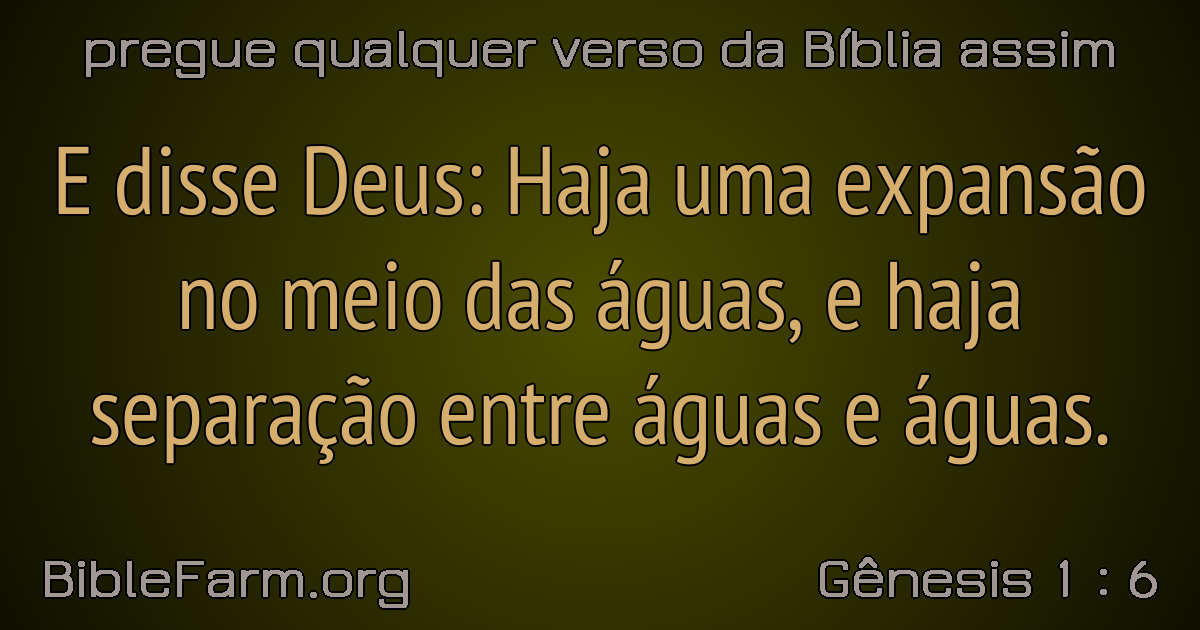 pregue qualquer verso da Bíblia assim
E disse Deus: Haja uma expansão
no meio das águas, e haja
separação entre águas e águas.
BibleFarm.org
Gênesis 1 : 6